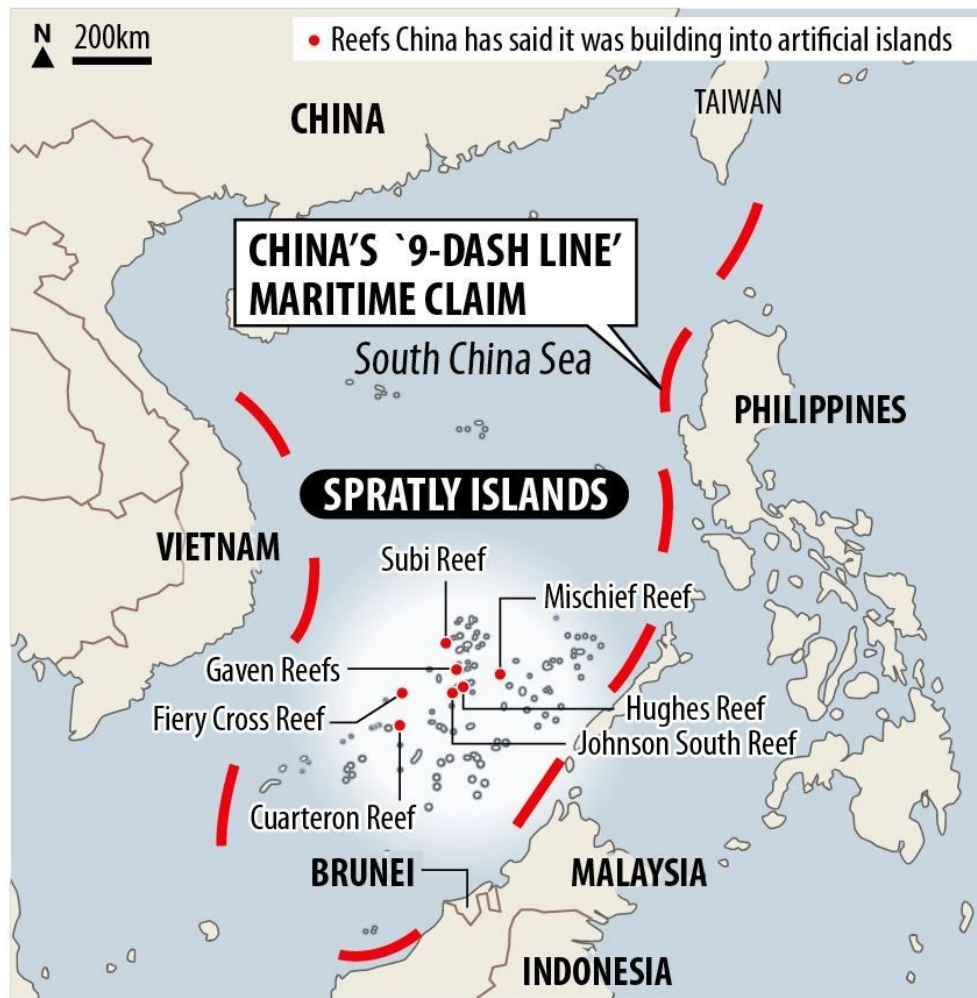 N
200km
• Reefs China has said it was building into artificial islands
CHINA
TAIWAN
CHINA'S `9-DASH LINE'
MARITIME CLAIM
South China Sea
PHILIPPINES
SPRATLY ISLANDS
VIETNAM
Subi Reef
Mischief Reef
Gaven Reefs
Fiery Cross Reef
Hughes Reef
Johnson South Reef
Cuarteron Reef
BRUNEI
MALAYSIA
INDONESIA